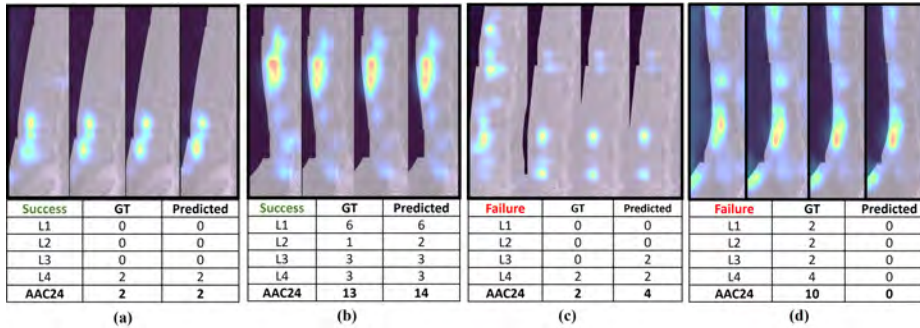 Success GT Predicted
L1 0 0
L2 0 0
L3 0 0
L4 2 2
AAC24 2 2
(a)
Success GT Predicted
L1 6 6
L2 1 2
L3 3 3
L4 3 3
AAC24 13 14
(b)
Failure GT Predicted
L1 0 0
L2 0 0
L3 0 2
L4 2 2
AAC24 2 4
(c)
Failure GT Predicted
L1 2 0
L2 2 0
L3 2 0
L4 4 0
AAC24 10 0
(d)